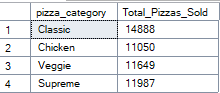 pizza_category Total_Pizzas_Sold
1 Classic 14888
2 Chicken 11050
3 Veggie 11649
4 Supreme 11987